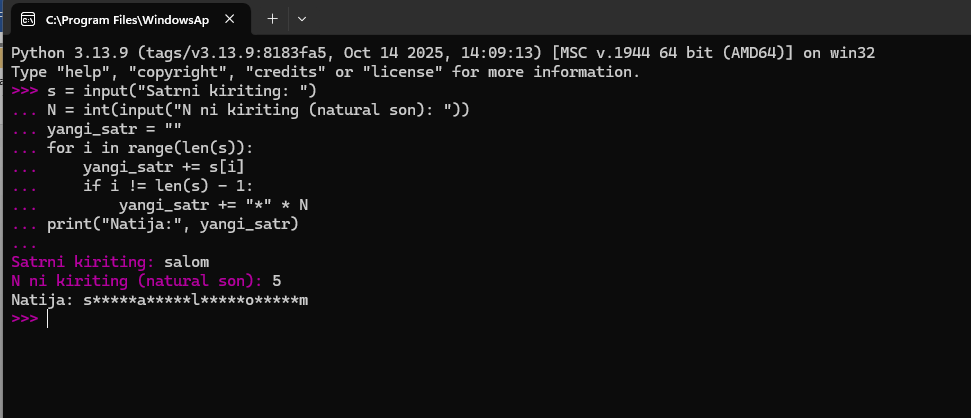 C:\Program Files\WindowsAp
Python 3.13.9 (tags/v3.13.9:8183fa5, Oct 14 2025, 14:09:13) [MSC v.1944 64 bit (AMD64)] on win32
Type "help", "copyright", "credits" or "license" for more information.
>>> s = input("Satrni kiriting: ")
... N = int(input("N ni kiriting (natural son): "))
... yangi_satr = ""
... for i in range(len(s)):
...     yangi_satr += s[i]
...     if i != len(s) - 1:
...         yangi_satr += "*" * N
... print("Natija:", yangi_satr)
...
Satrni kiriting: salom
N ni kiriting (natural son): 5
Natija: s*****a*****l*****o*****m
>>>